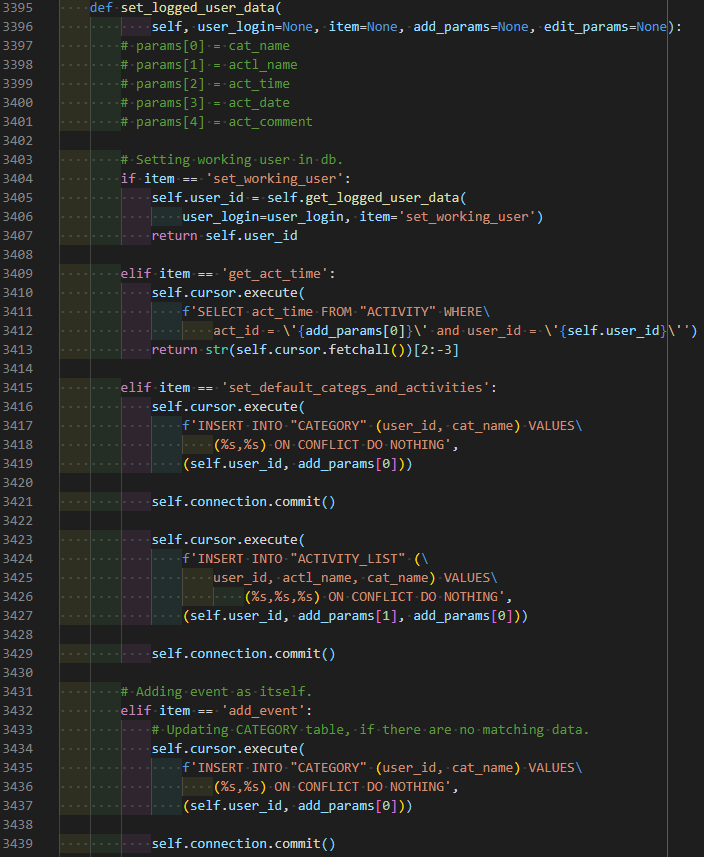 3395     def set_logged_user_data(
3396             self, user_login=None, item=None, add_params=None, edit_params=None):
3397         # params[0] = cat_name
3398         # params[1] = actl_name
3399         # params[2] = act_time
3400         # params[3] = act_date
3401         # params[4] = act_comment
3402
3403         # Setting working user in db.
3404         if item == 'set_working_user':
3405             self.user_id = self.get_logged_user_data(
3406                 user_login=user_login, item='set_working_user')
3407             return self.user_id
3408
3409         elif item == 'get_act_time':
3410             self.cursor.execute(
3411                 f'SELECT act_time FROM "ACTIVITY" WHERE\
3412                     act_id = \'{add_params[0]}\' and user_id = \'{self.user_id}\'')
3413             return str(self.cursor.fetchall())[2:-3]
3414
3415         elif item == 'set_default_categs_and_activities':
3416             self.cursor.execute(
3417                 f'INSERT INTO "CATEGORY" (user_id, cat_name) VALUES\
3418                     (%s,%s) ON CONFLICT DO NOTHING',
3419                 (self.user_id, add_params[0]))
3420
3421             self.connection.commit()
3422
3423             self.cursor.execute(
3424                 f'INSERT INTO "ACTIVITY_LIST" (\
3425                     user_id, actl_name, cat_name) VALUES\
3426                         (%s,%s,%s) ON CONFLICT DO NOTHING',
3427                 (self.user_id, add_params[1], add_params[0]))
3428
3429             self.connection.commit()
3430
3431         # Adding event as itself.
3432         elif item == 'add_event':
3433             # Updating CATEGORY table, if there are no matching data.
3434             self.cursor.execute(
3435                 f'INSERT INTO "CATEGORY" (user_id, cat_name) VALUES\
3436                     (%s,%s) ON CONFLICT DO NOTHING',
3437                 (self.user_id, add_params[0]))
3438
3439             self.connection.commit()